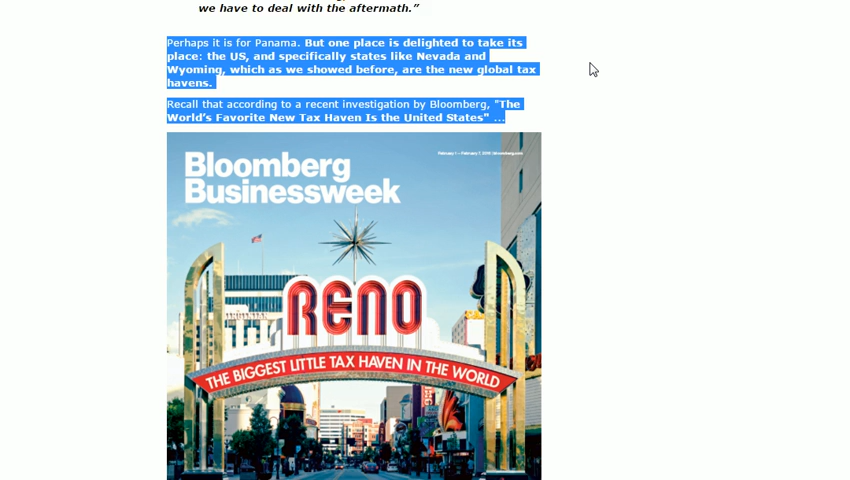 we have to deal with the aftermath.”
Perhaps it is for Panama. But one place is delighted to take its
place: the US, and specifically states like Nevada and
Wyoming, which as we showed before, are the new global tax
havens.
Recall that according to a recent investigation by Bloomberg, "The
World’s Favorite New Tax Haven Is the United States" ...
Bloomberg
Businessweek
RENO
THE BIGGEST LITTLE TAX HAVEN IN THE WORLD